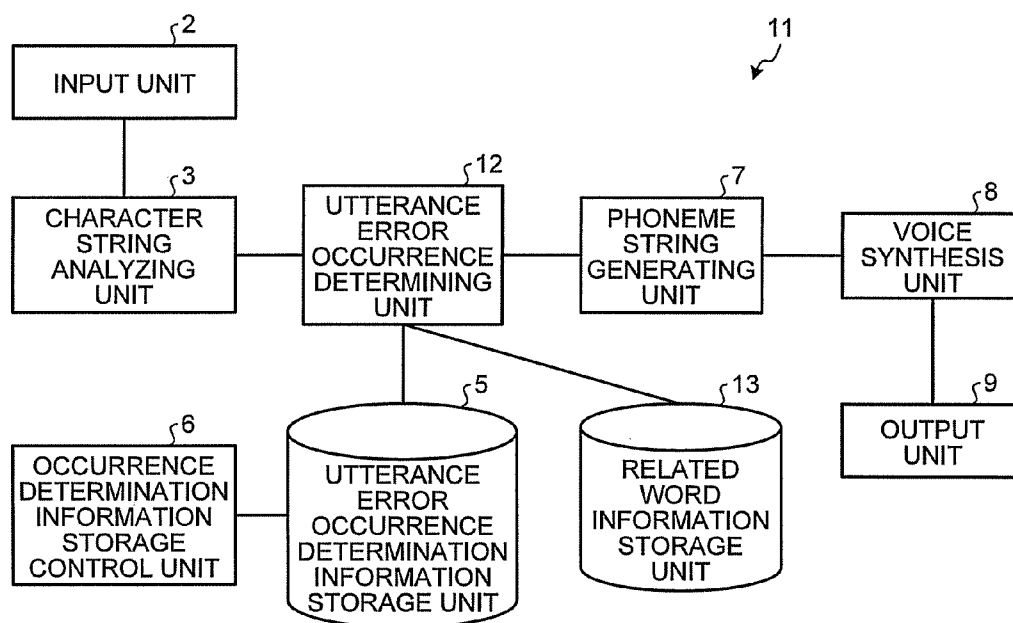 2
INPUT UNIT
11
3
CHARACTER
STRING
ANALYZING
UNIT
12
UTTERANCE
ERROR
OCCURRENCE
DETERMINING
UNIT
7
PHONEME
STRING
GENERATING
UNIT
8
VOICE
SYNTHESIS
UNIT
6
OCCURRENCE
DETERMINATION
INFORMATION
STORAGE
CONTROL UNIT
5
UTTERANCE
ERROR
OCCURRENCE
DETERMINATION
INFORMATION
STORAGE UNIT
13
RELATED
WORD
INFORMATION
STORAGE
UNIT
9
OUTPUT
UNIT